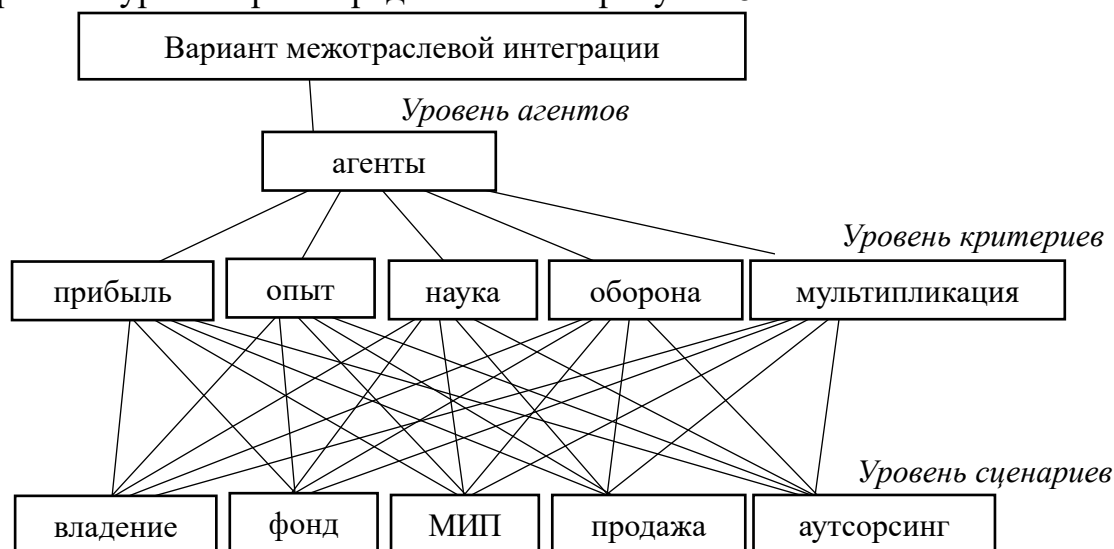 Вариант межотраслевой интеграции
Уровень агентов
агенты
Уровень критериев
прибыль
опыт
наука
оборона
мультипликация
Уровень сценариев
владение
фонд
МИП
продажа
аутсорсинг